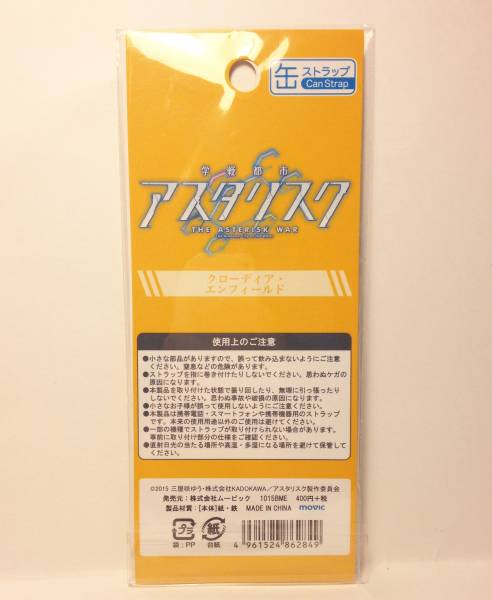 缶 ストラップ
Can Strap
学戦都市
アスタリスク
THE ASTERISK WAR
クローディア・
エンフィールド
使用上のご注意
●小さな部品がありますので、誤って飲み込まないようにご注意
ください。窒息などの危険があります。
●ストラップを指に巻き付けたりしないでください。思わぬケガの
原因になります。
●本製品を取り付けた状態で振り回したり、無理に引っ張ったり
しないでください。思わぬ事故や破損の原因になります。
●小さなお子様が誤って使用しないようにご注意ください。
●本製品は携帯電話・スマートフォンや携帯機器用のストラップ
です。本来の使用用途以外のご使用は避けてください。
●一部の機種でストラップが取り付けられない場合があります。
事前に取り付け部分の仕様をご確認ください。
●直射日光の当たる場所や高温・多湿になる場所を避けて保管して
ください。
©2015 三屋咲ゆう・株式会社KADOKAWA／アスタリスク製作委員会
発売元：株式会社ムービック 1015BME 400円+税
製品材質：[本体]紙・鉄 MADE IN CHINA movic
プラ 紙
袋：PP 台紙
4 961524 862849